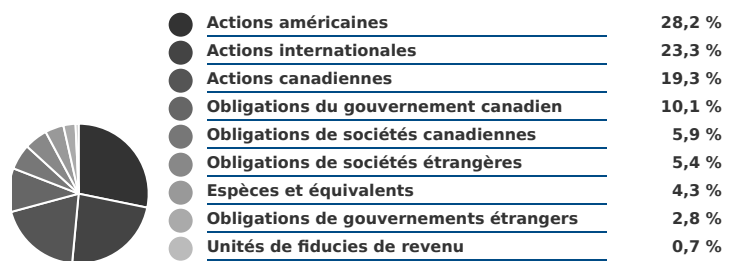 Actions américaines 28,2 %
Actions internationales 23,3 %
Actions canadiennes 19,3 %
Obligations du gouvernement canadien 10,1 %
Obligations de sociétés canadiennes 5,9 %
Obligations de sociétés étrangères 5,4 %
Espèces et équivalents 4,3 %
Obligations de gouvernements étrangers 2,8 %
Unités de fiducies de revenu 0,7 %